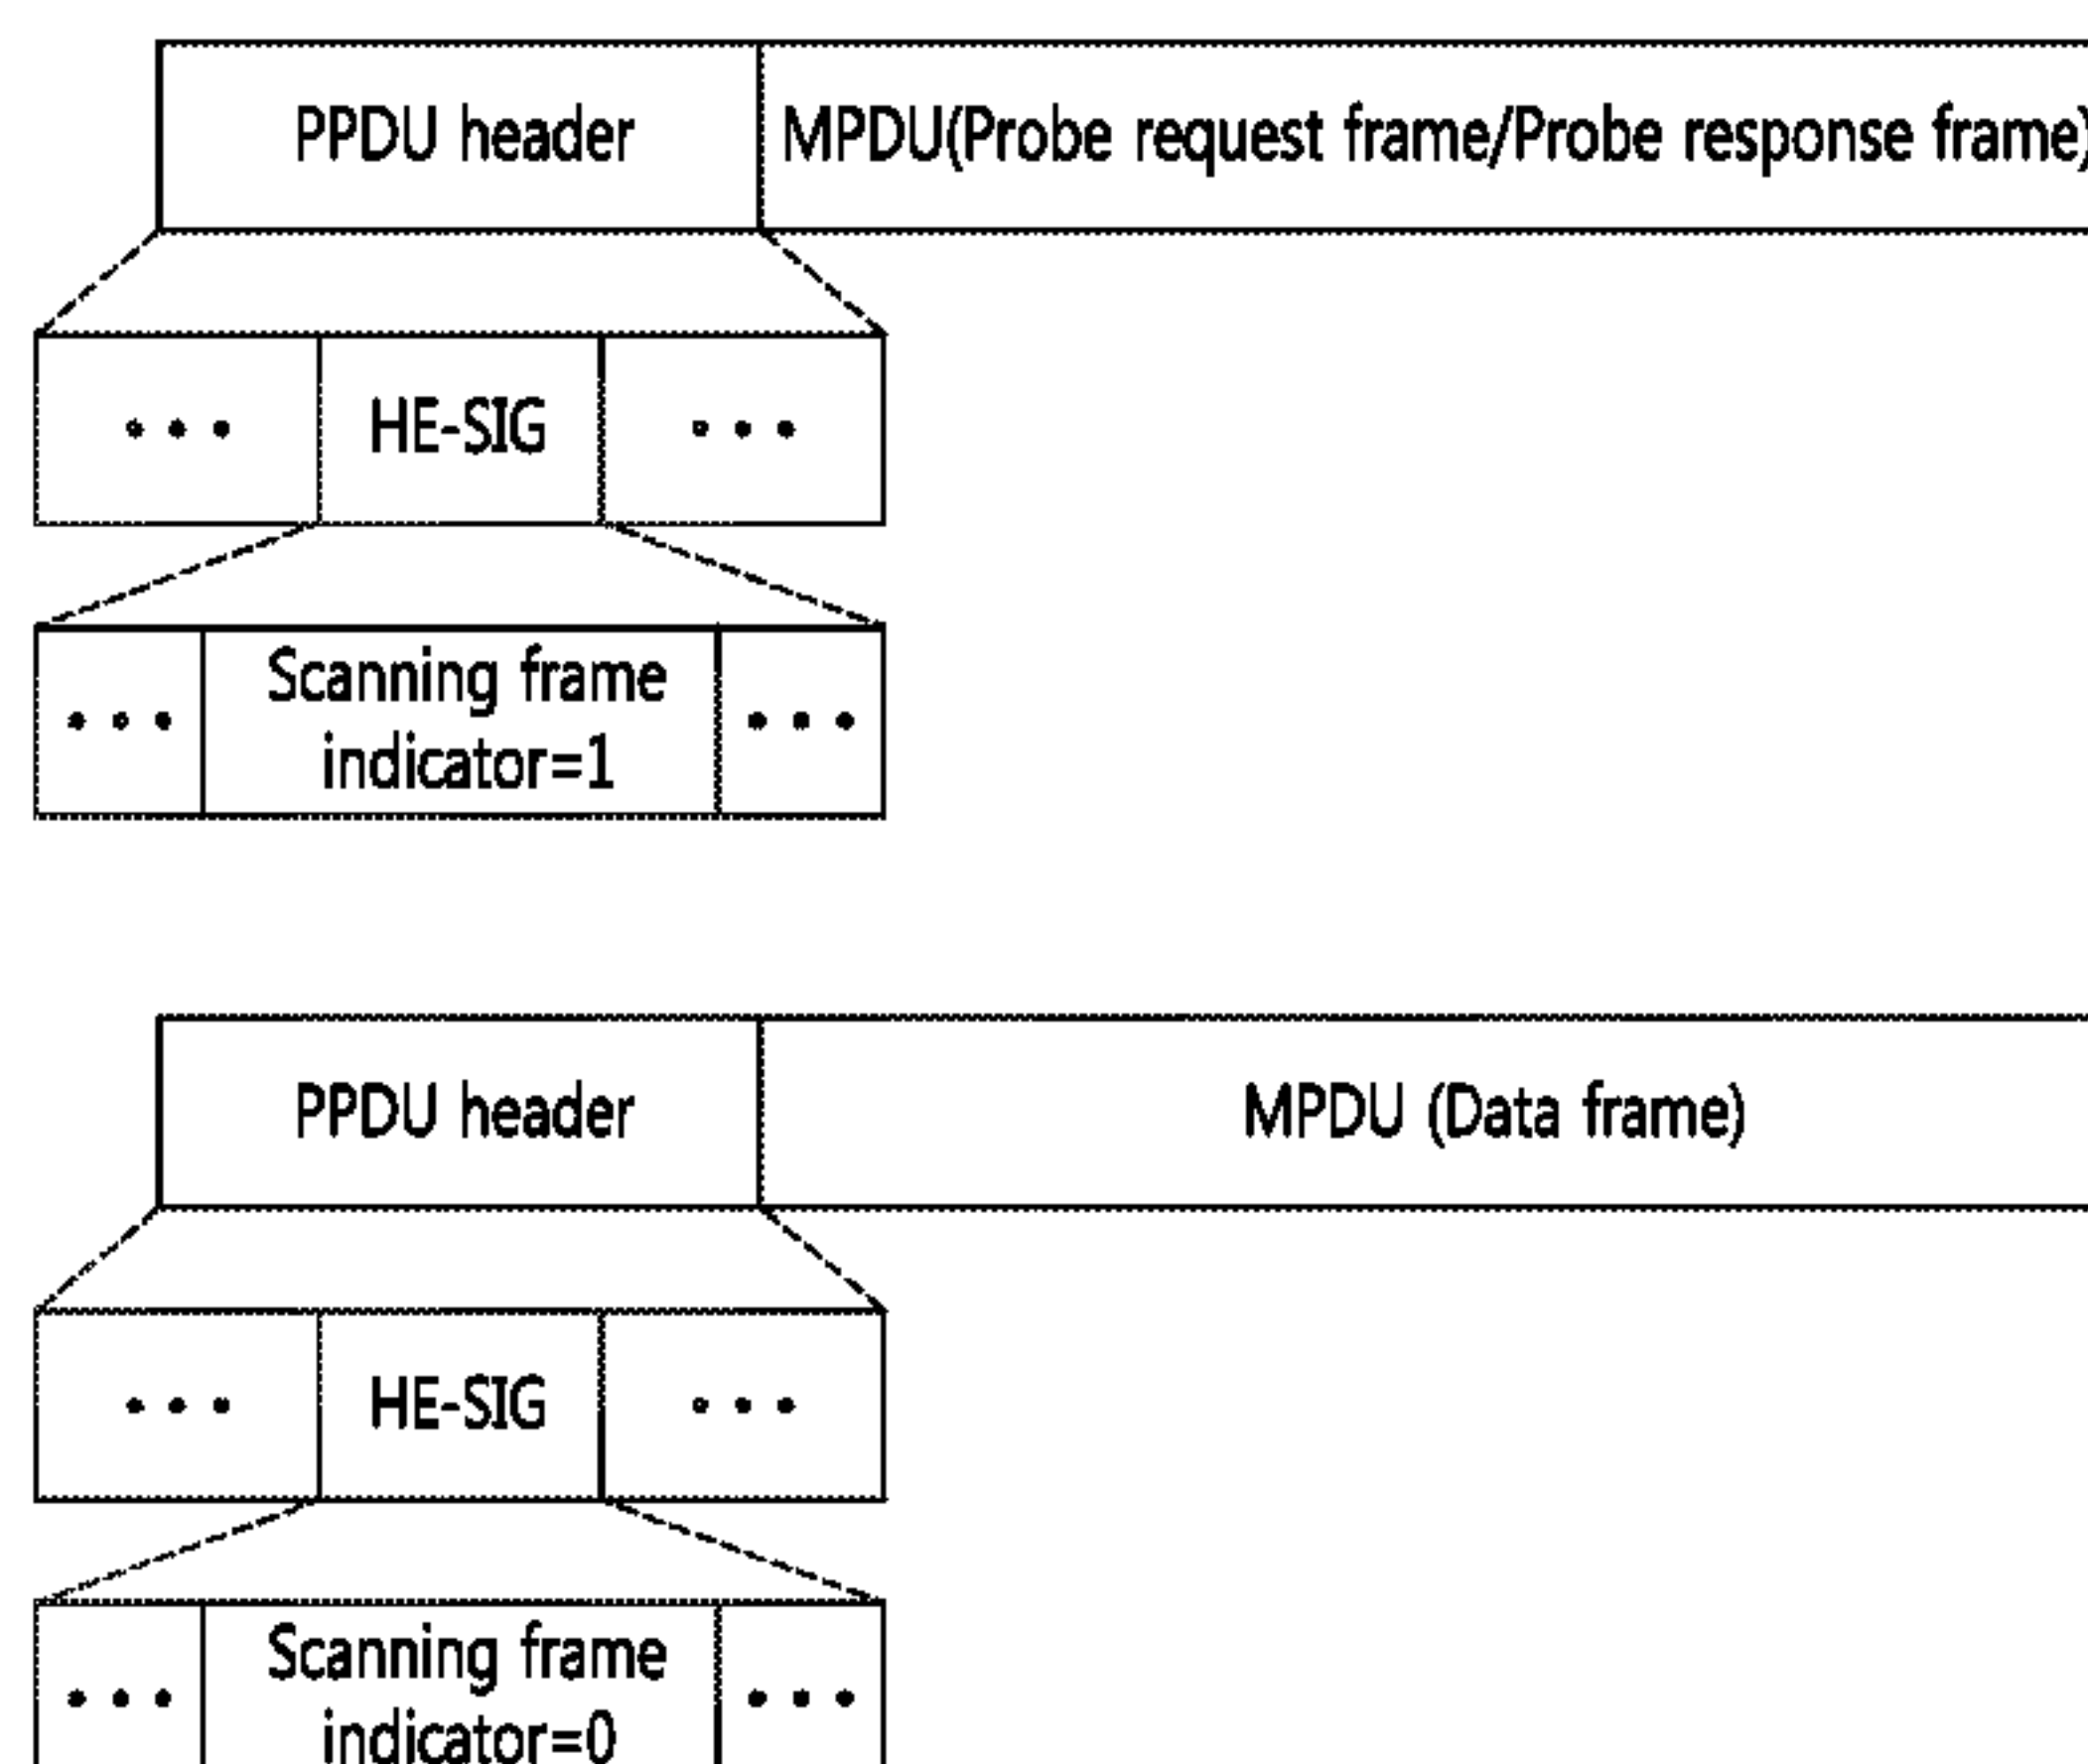 PPDU header MPDU(Probe request frame/Probe response frame)
••• HE-SIG •••
••• Scanning frame •••
indicator=1
PPDU header MPDU (Data frame)
••• HE-SIG •••
••• Scanning frame •••
indicator=0